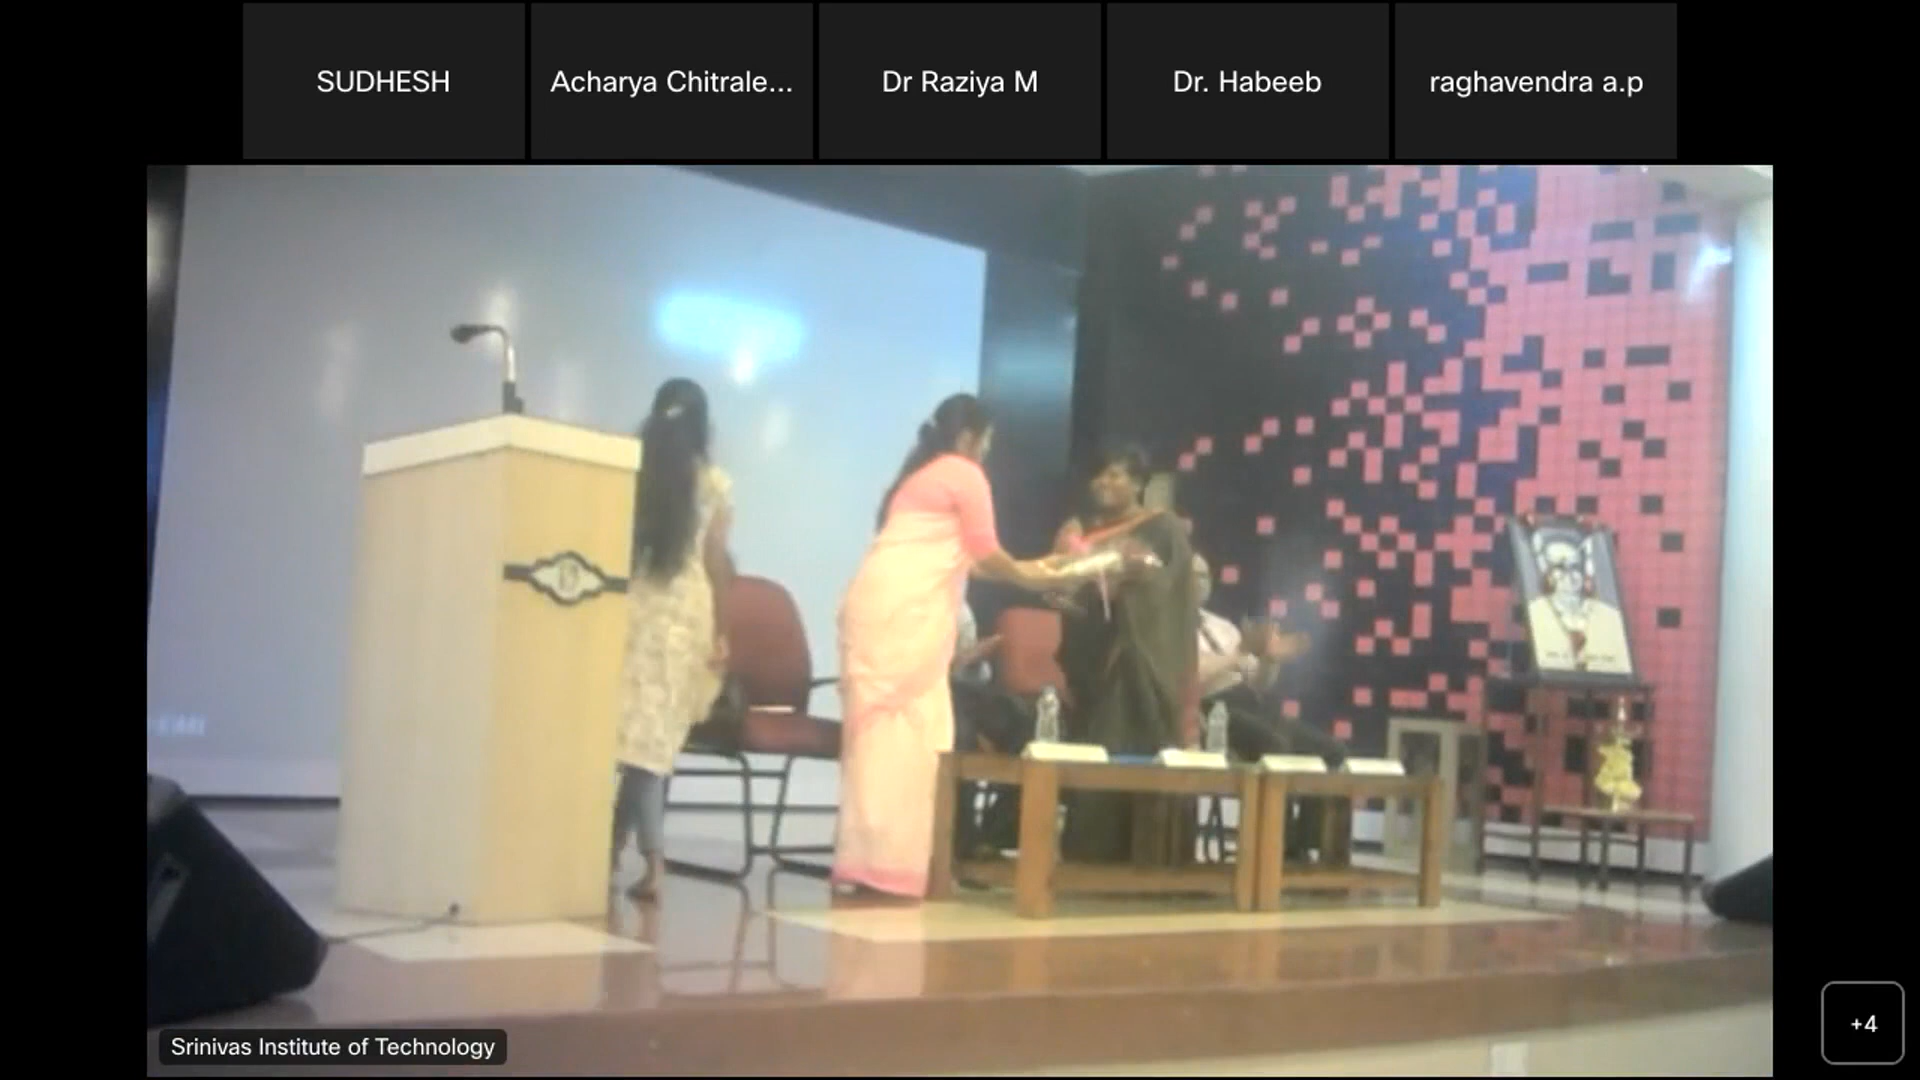 SUDHESH
Acharya Chitrale...
Dr Raziya M
Dr. Habeeb
raghavendra a.p
Srinivas Institute of Technology
+4